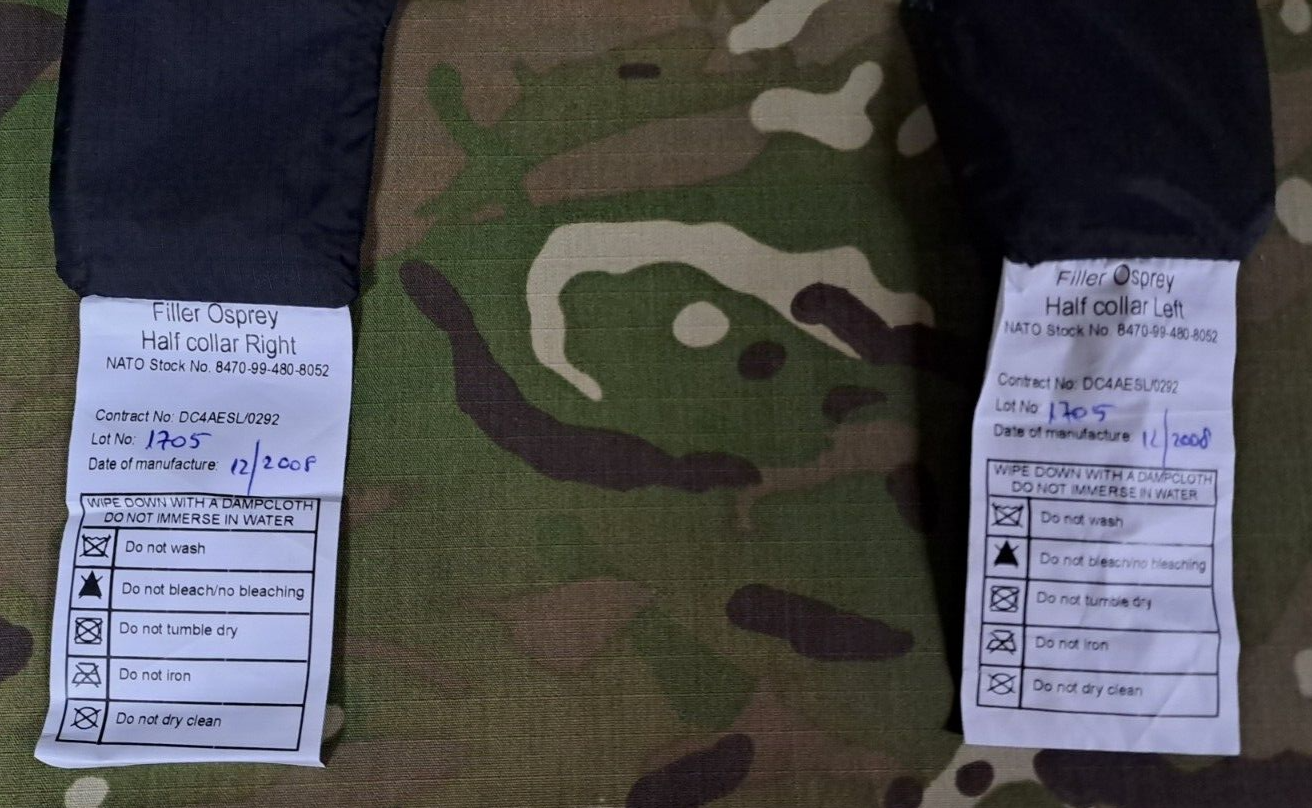 Filler Osprey
Half collar Right
NATO Stock No. 8470-99-480-8052
Contract No: DC4AESL/0292
Lot No: 1705
Date of manufacture: 12/2008
WIPE DOWN WITH A DAMPCLOTH
DO NOT IMMERSE IN WATER
Do not wash
Do not bleach/no bleaching
Do not tumble dry
Do not iron
Do not dry clean
Filler Osprey
Half collar Left
NATO Stock No. 8470-99-480-8052
Contract No: DC4AESL/0292
Lot No: 1705
Date of manufacture: 12/2008
WIPE DOWN WITH A DAMPCLOTH
DO NOT IMMERSE IN WATER
Do not wash
Do not bleach/no bleaching
Do not tumble dry
Do not iron
Do not dry clean